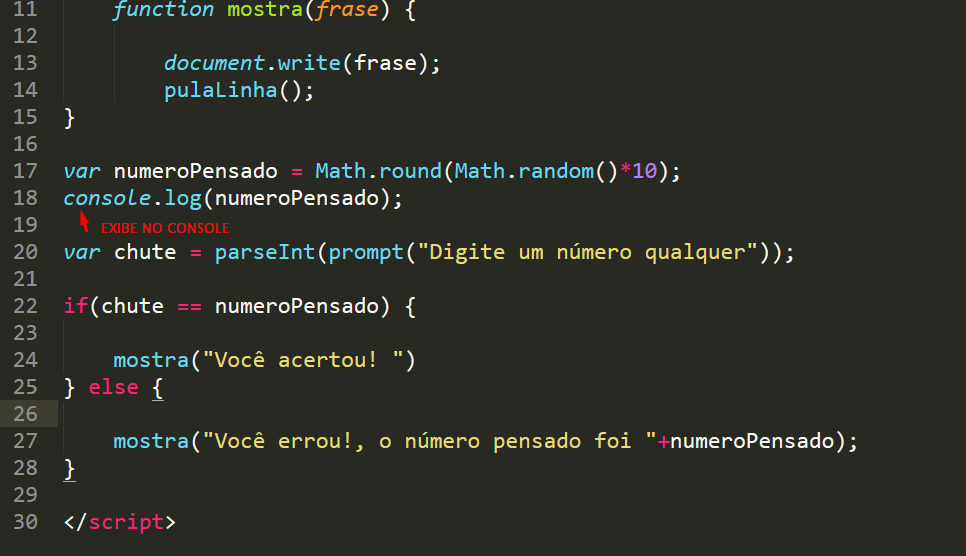 11 function mostra(frase) {
12
13 document.write(frase);
14 pulaLinha();
15 }
16
17 var numeroPensado = Math.round(Math.random()*10);
18 console.log(numeroPensado);
19 EXIBE NO CONSOLE
20 var chute = parseInt(prompt("Digite um número qualquer"));
21
22 if(chute == numeroPensado) {
23
24 mostra("Você acertou! ")
25 } else {
26
27 mostra("Você errou!, o número pensado foi "+numeroPensado);
28 }
29
30 </script>